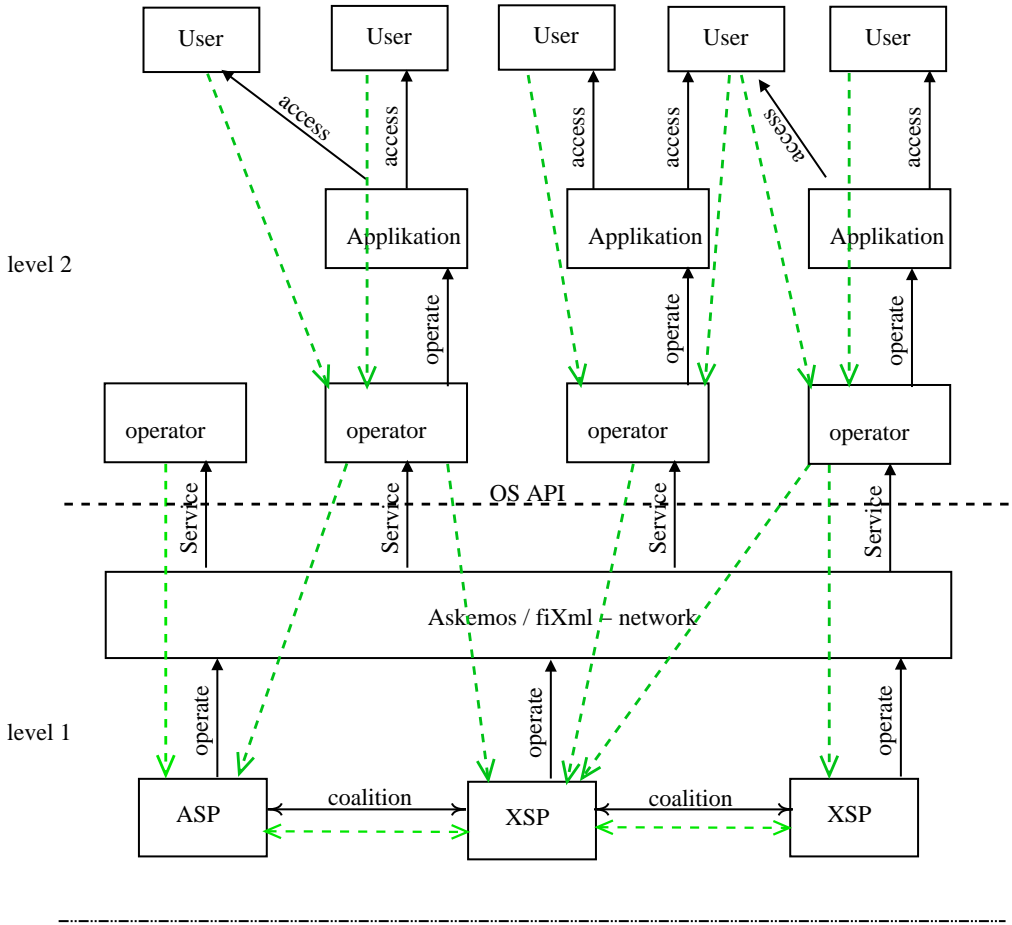 User
User
User
User
User
access
access
access
access
access
access
Applikation
Applikation
Applikation
level 2
operate
operate
operate
operator
operator
operator
operator
OS API
Service
Service
Service
Service
Askemos / fiXml – network
level 1
operate
operate
operate
ASP
coalition
XSP
coalition
XSP